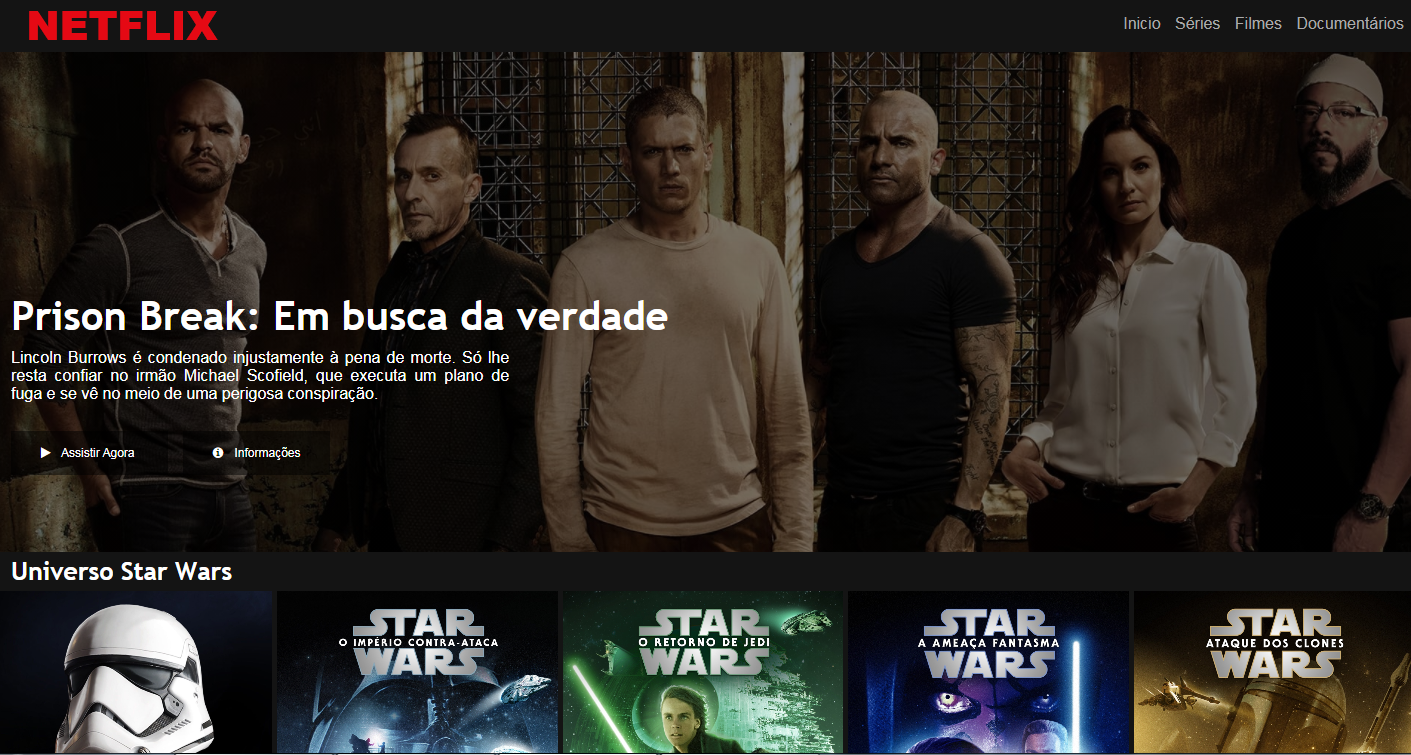 NETFLIX
Inicio Séries Filmes Documentários
Prison Break: Em busca da verdade
Lincoln Burrows é condenado injustamente à pena de morte. Só lhe
resta confiar no irmão Michael Scofield, que executa um plano de
fuga e se vê no meio de uma perigosa conspiração.
Assistir Agora Informações
Universo Star Wars
STAR
O IMPÉRIO CONTRA-ATACA
WARS
STAR
O RETORNO DE JEDI
WARS
STAR
A AMEAÇA FANTASMA
WARS
STAR
ATAQUE DOS CLONES
WARS